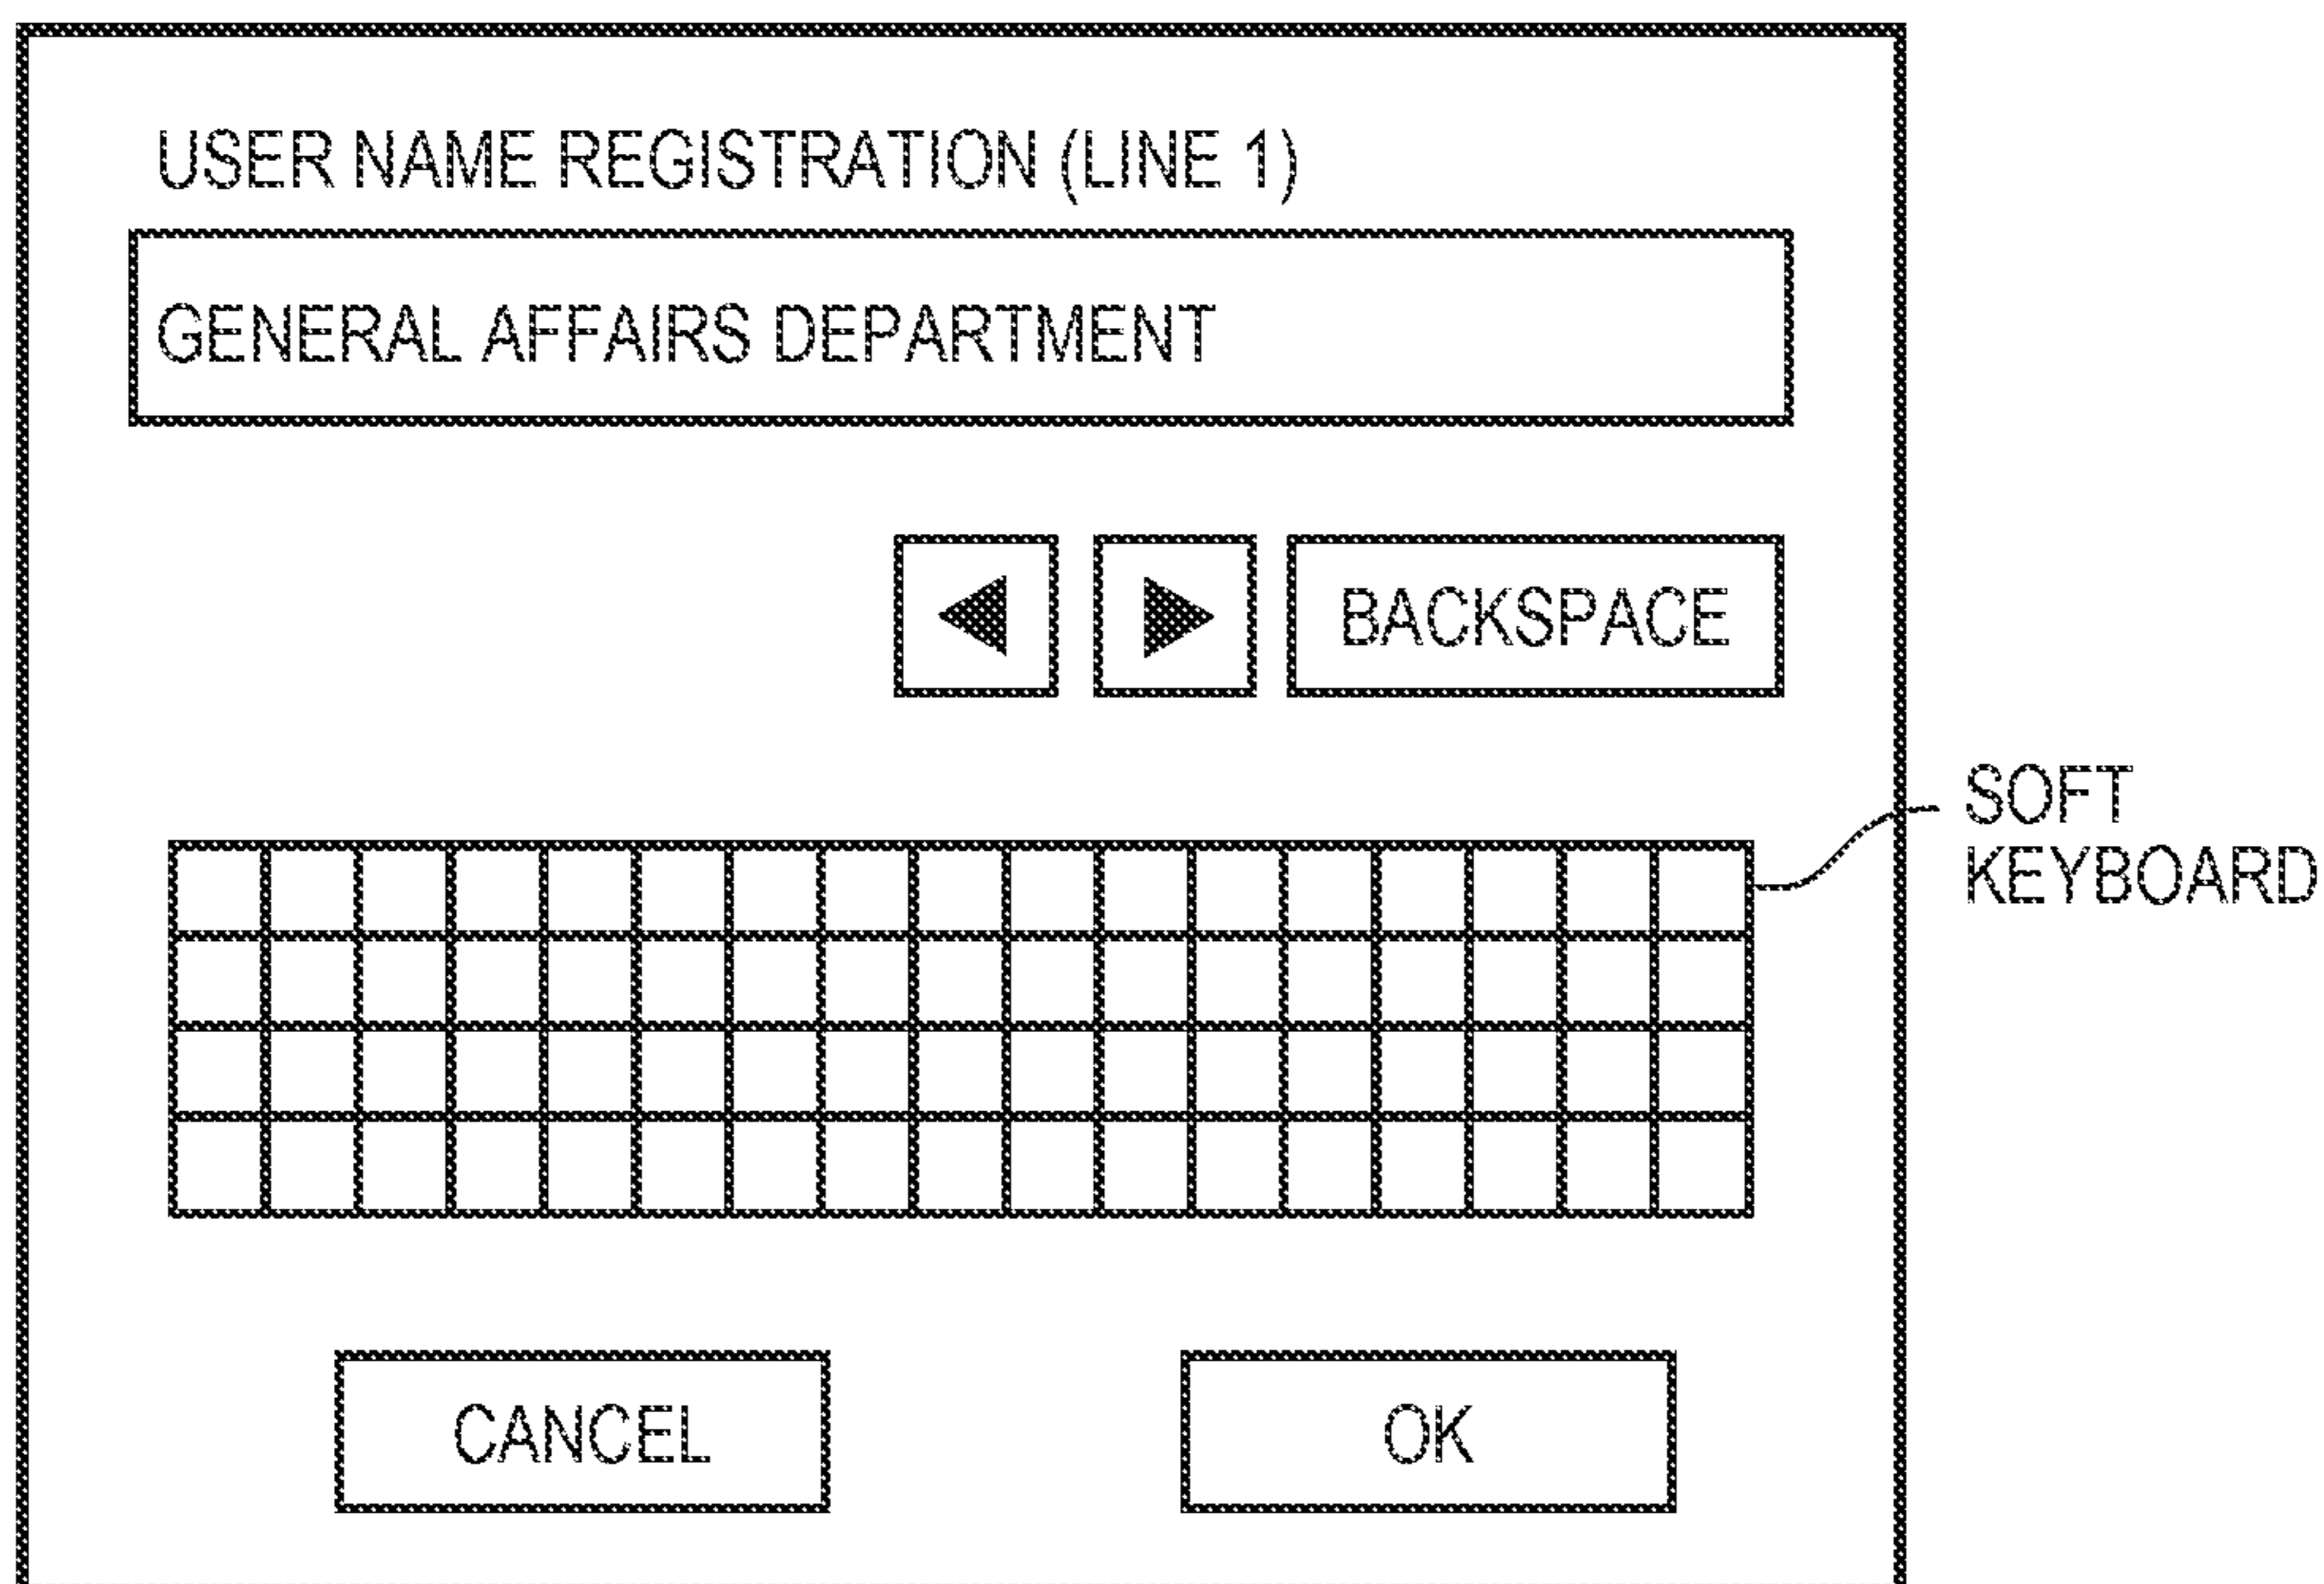 USER NAME REGISTRATION (LINE 1)
GENERAL AFFAIRS DEPARTMENT
BACKSPACE
SOFT
KEYBOARD
CANCEL
OK